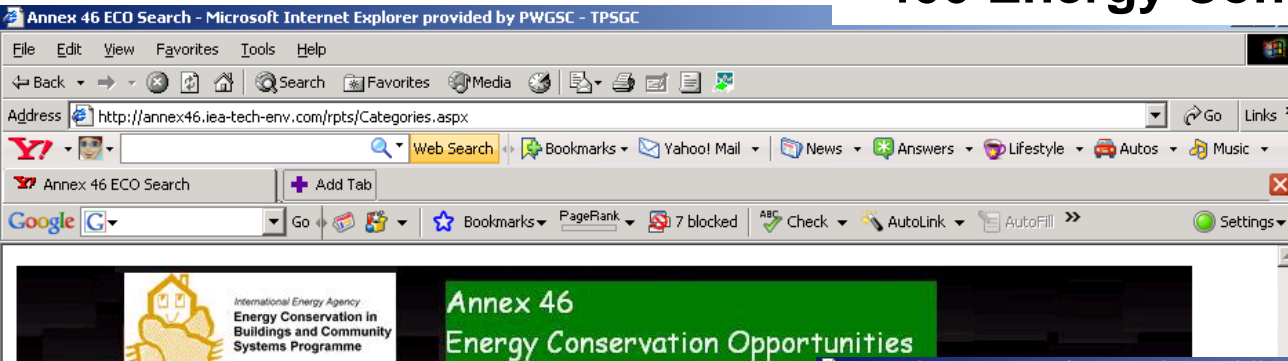 Annex 46 ECO Search - Microsoft Internet Explorer provided by PWGSC - TPSGC
File Edit View Favorites Tools Help
Back Search Favorites Media
Address http://annex46.iea-tech-env.com/rpts/Categories.aspx Go Links
Y! Web Search Bookmarks Yahoo! Mail News Answers Lifestyle Autos Music
Y! Annex 46 ECO Search Add Tab
Google G Go Bookmarks PageRank 7 blocked ABC Check AutoLink AutoFill Settings
International Energy Agency
Energy Conservation in
Buildings and Community
Systems Programme
Annex 46
Energy Conservation Opportunities